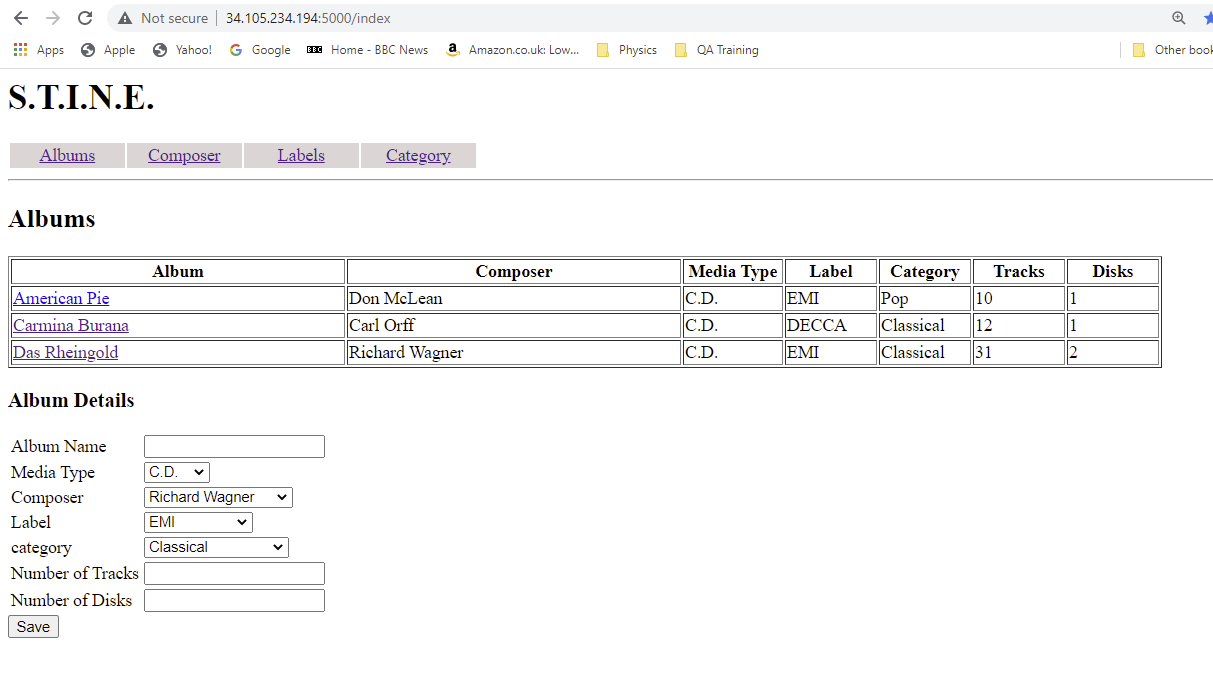 Not secure 34.105.234.194:5000/index
Apps Apple Yahoo! Google BBC Home - BBC News a Amazon.co.uk: Low... Physics QA Training Other book
S.T.I.N.E.
Albums Composer Labels Category
Albums
Album Composer Media Type Label Category Tracks Disks
American Pie Don McLean C.D. EMI Pop 10 1
Carmina Burana Carl Orff C.D. DECCA Classical 12 1
Das Rheingold Richard Wagner C.D. EMI Classical 31 2
Album Details
Album Name
Media Type C.D.
Composer Richard Wagner
Label EMI
category Classical
Number of Tracks
Number of Disks
Save